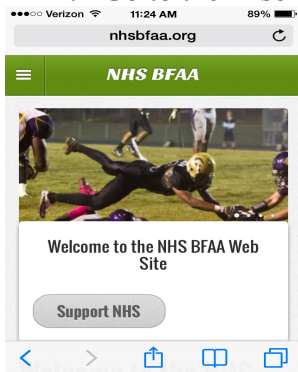 Verizon 11:24 AM 89%
nhsbfaa.org
NHS BFAA
Welcome to the NHS BFAA Web
Site
Support NHS